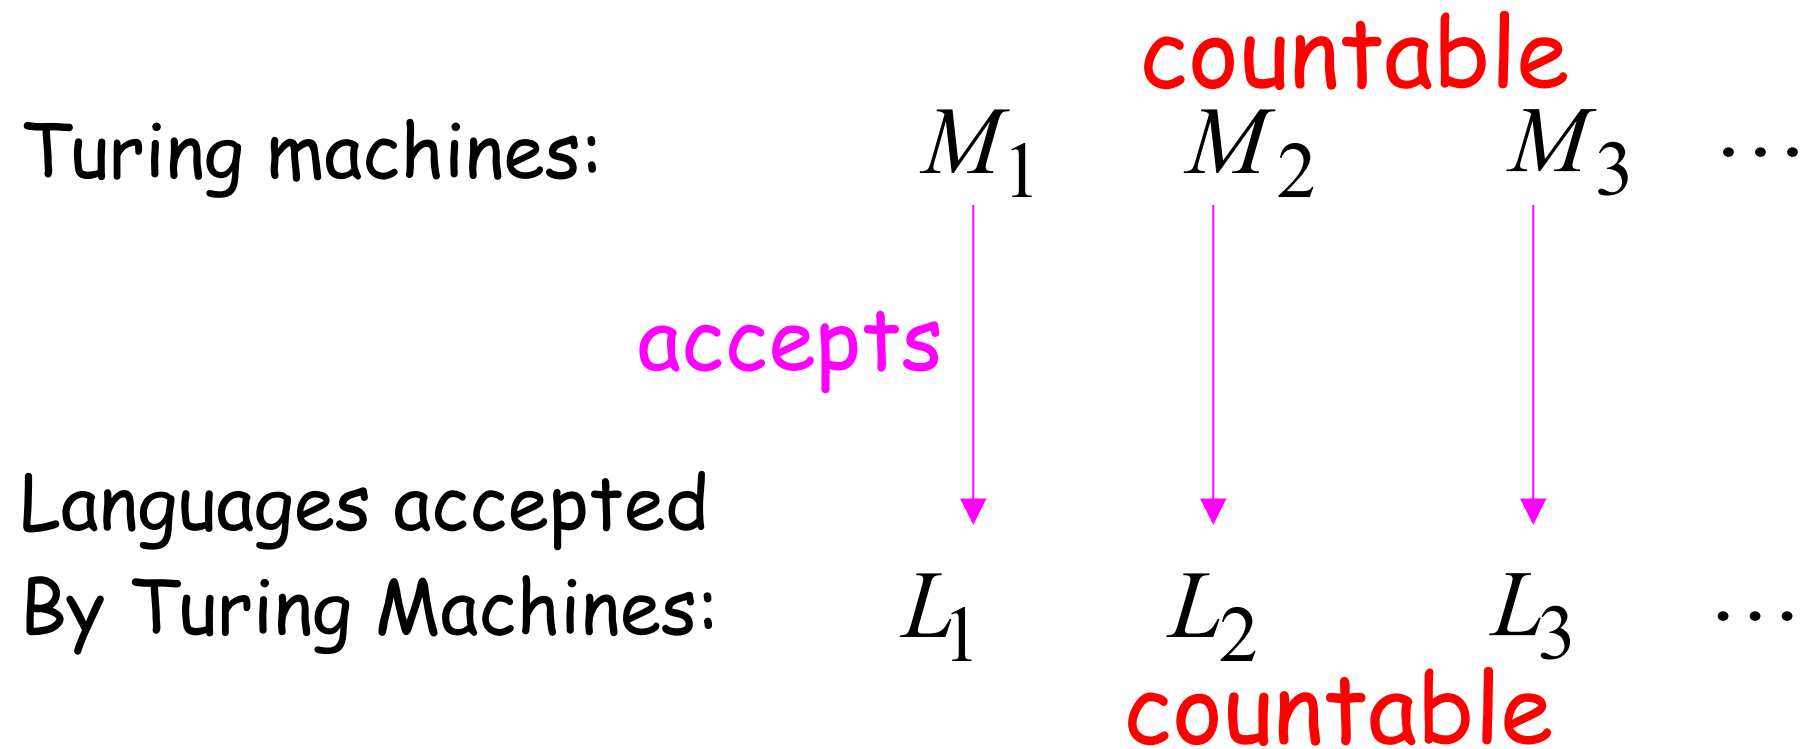 countable
Turing machines: M1 M2 M3 ⋯
accepts
Languages accepted
By Turing Machines: L1 L2 L3 ⋯
countable